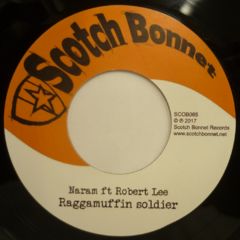 Scotch Bonnet
SCOB065
© ℗ 2017
Scotch Bonnet Records
www.scotchbonnet.net
Naram ft Robert Lee
Raggamuffin soldier